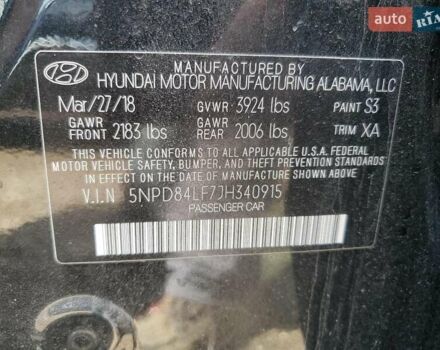 MANUFACTURED BY
HYUNDAI MOTOR MANUFACTURING ALABAMA, LLC
Mar/27/18 GVWR 3924 lbs PAINT S3
GAWR FRONT 2183 lbs GAWR REAR 2006 lbs TRIM XA
THIS VEHICLE CONFORMS TO ALL APPLICABLE U.S. FEDERAL
MOTOR VEHICLE SAFETY, BUMPER, AND THEFT PREVENTION
STANDARDS IN EFFECT ON THE DATE OF MANUFACTURE SHOWN ABOVE.
V.I.N 5NPD84LF7JH340915
PASSENGER CAR
RIA